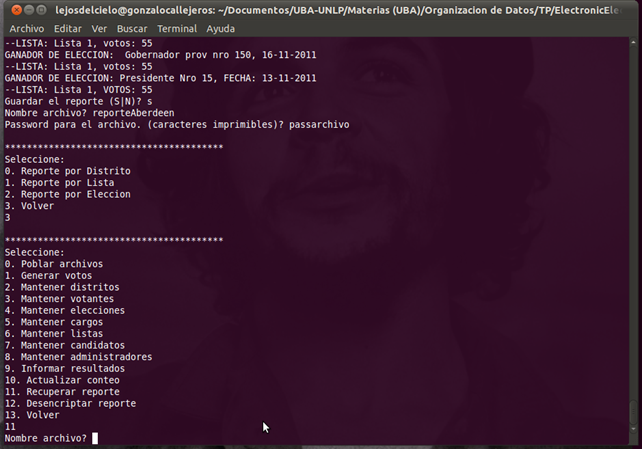 lejosdelcielo@gonzalocallejeros: ~/Documentos/UBA-UNLP/Materias (UBA)/Organizacion de Datos/TP/ElectronicEle
Archivo Editar Ver Buscar Terminal Ayuda
--LISTA: Lista 1, votos: 55
GANADOR DE ELECCION:  Gobernador prov nro 150, 16-11-2011
--LISTA: Lista 1, votos: 55
GANADOR DE ELECCION: Presidente Nro 15, FECHA: 13-11-2011
--LISTA: Lista 1, VOTOS: 55
Guardar el reporte (S|N)? s
Nombre archivo? reporteAberdeen
Password para el archivo. (caracteres imprimibles)? passarchivo
****************************************
Seleccione:
0. Reporte por Distrito
1. Reporte por Lista
2. Reporte por Eleccion
3. Volver
3
****************************************
Seleccione:
0. Poblar archivos
1. Generar votos
2. Mantener distritos
3. Mantener votantes
4. Mantener elecciones
5. Mantener cargos
6. Mantener listas
7. Mantener candidatos
8. Mantener administradores
9. Informar resultados
10. Actualizar conteo
11. Recuperar reporte
12. Desencriptar reporte
13. Volver
11
Nombre archivo?